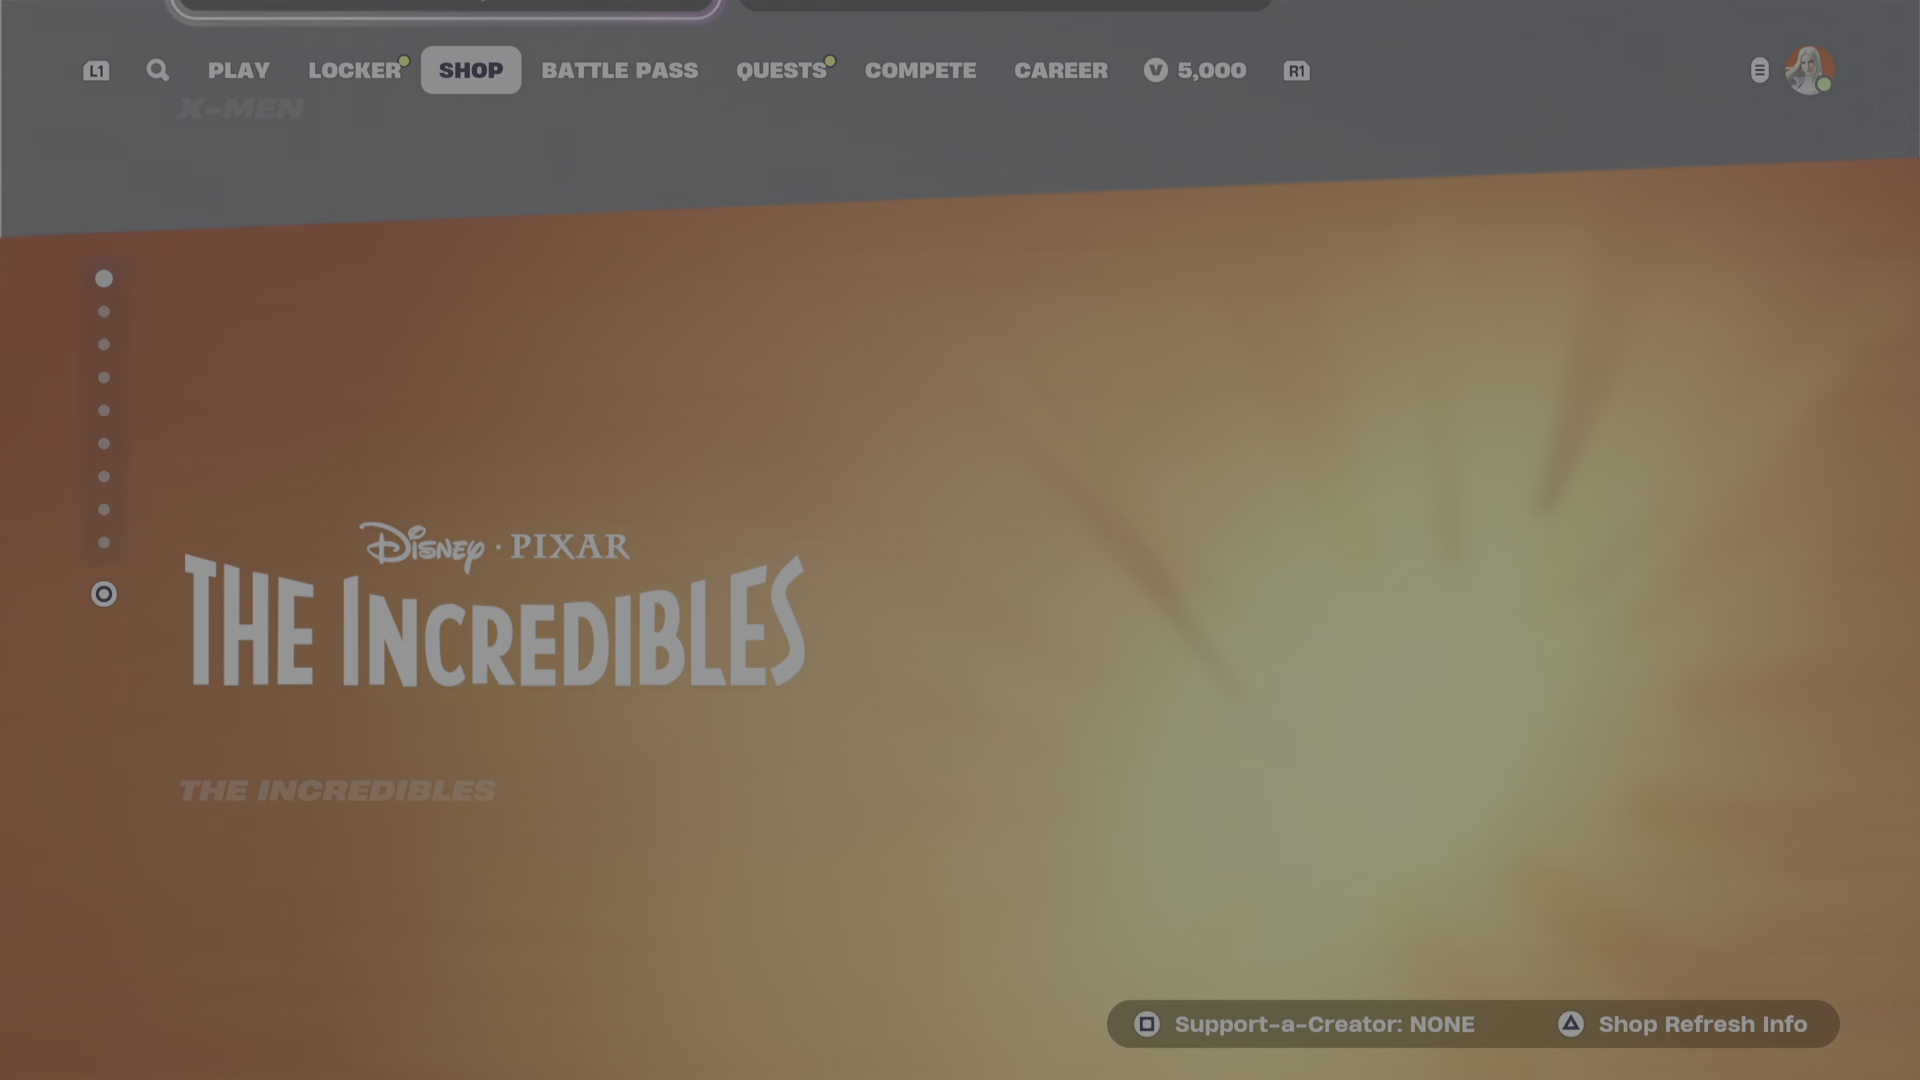 L1 PLAY LOCKER SHOP BATTLE PASS QUESTS COMPETE CAREER V 5,000 R1
X-MEN
Disney · PIXAR
THE INCREDIBLES
THE INCREDIBLES
Support-a-Creator: NONE Shop Refresh Info